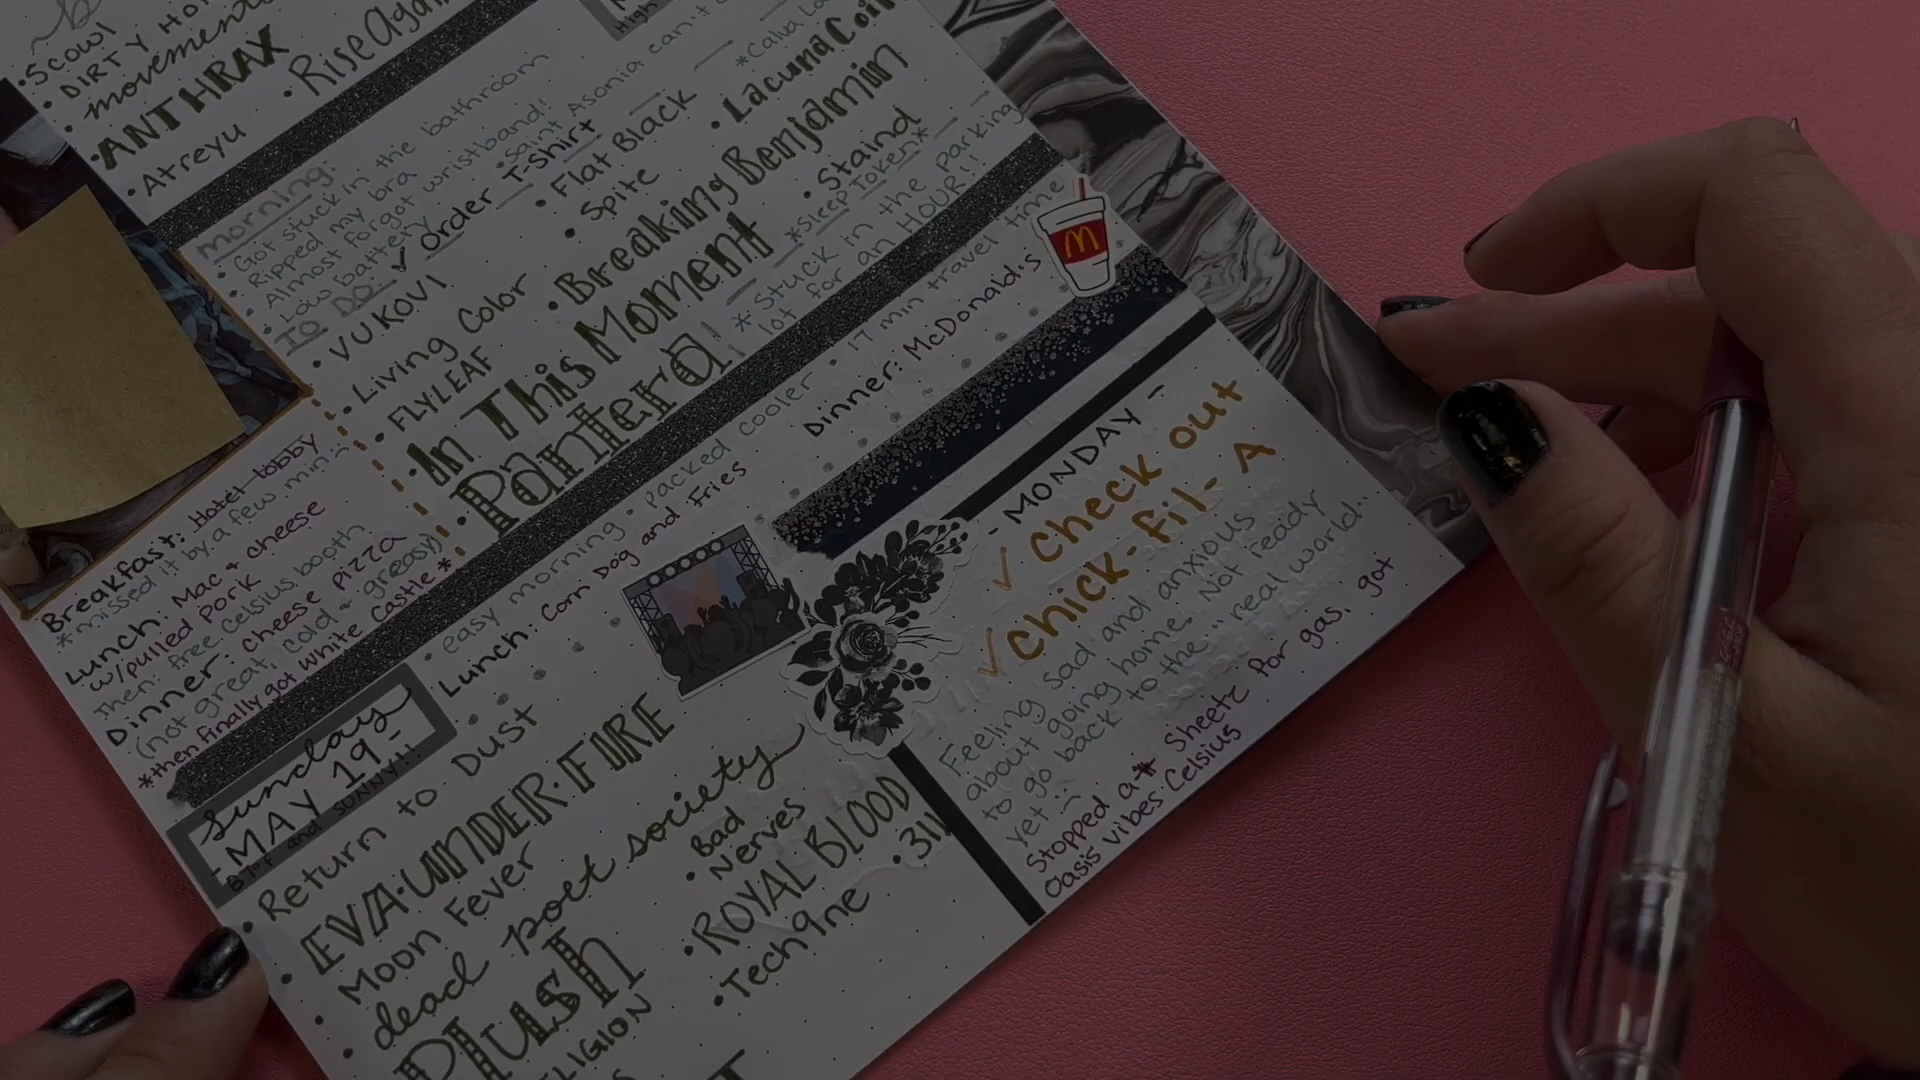 • Scowl
• DIRTY HO
movements
• ANTHRAX
• Rise Again
• Atreyu
morning:
• Got stuck in the bathroom
• Ripped my bra
• Almost forgot wristband!
• Low battery
TO DO:
✓ Order T-shirt
• Saint Asonia can't
• VUKOVI
• Living Color
• FLYLEAF
• In This Moment
• Pantera!
• Flat Black
• Spite
• Breaking Benjamin
• Lacuna Coil
• Staind
*SLEEP TOKEN*
*Stuck in the parking
lot for an HOUR!!
Breakfast: Hotel lobby
*missed it by a few min
Lunch: Mac + cheese
w/pulled pork
Then: free Celsius booth
Dinner: cheese pizza
(not great, cold + greasy)
*then finally got White Castle*
Sunday
- MAY 19 -
87° and SUNNY!!
• easy morning • packed cooler • 17 min travel time
Lunch: Corn Dog and Fries
Dinner: McDonald's
• Return to Dust
• EVA UNDER FIRE
• Moon Fever
• dead poet society
• Plush
• Bad
Nerves
• ROYAL BLOOD
• Tech9ne
• 311
- MONDAY -
✓ Check out
✓ Chick-fil-A
Feeling sad and anxious
about going home. Not ready
to go back to the "real world"
yet :(
Stopped at Sheetz for gas, got
Oasis Vibes Celsius